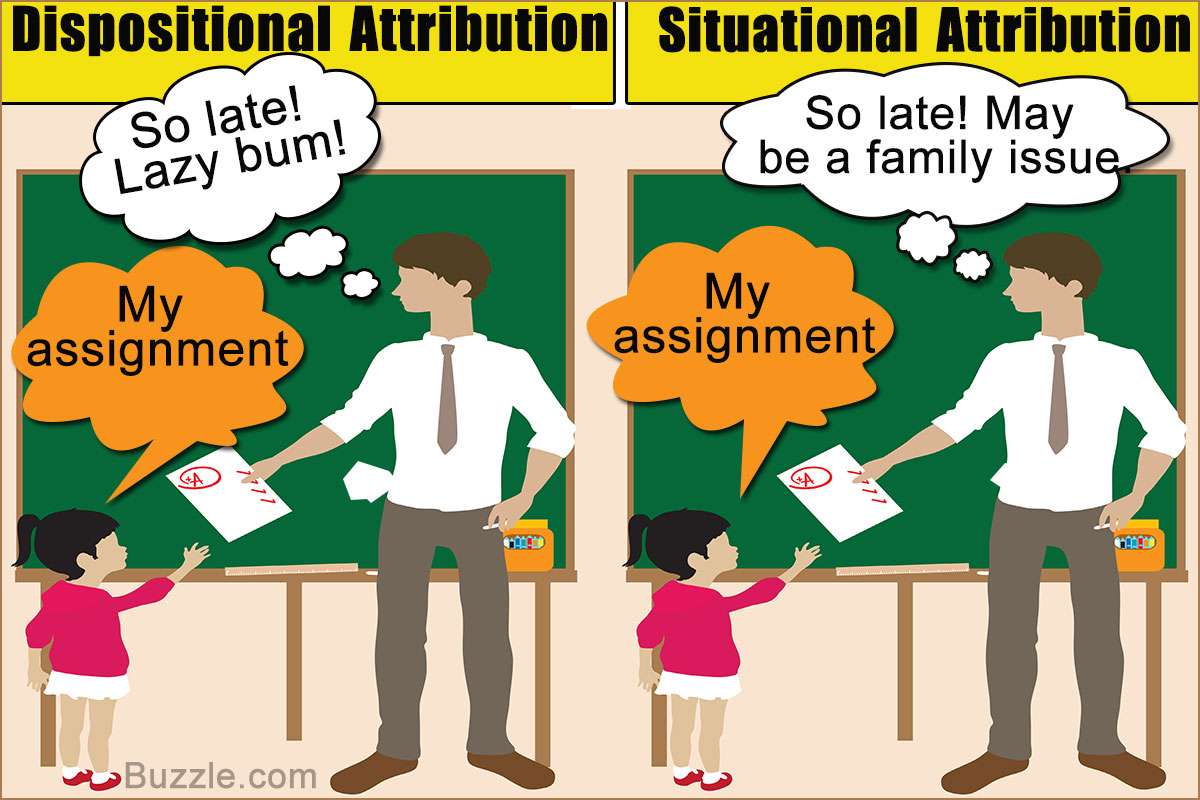 Dispositional Attribution
So late!
Lazy bum!
My
assignment
+A
Situational Attribution
So late! May
be a family issue.
My
assignment
+A
Buzzle.com